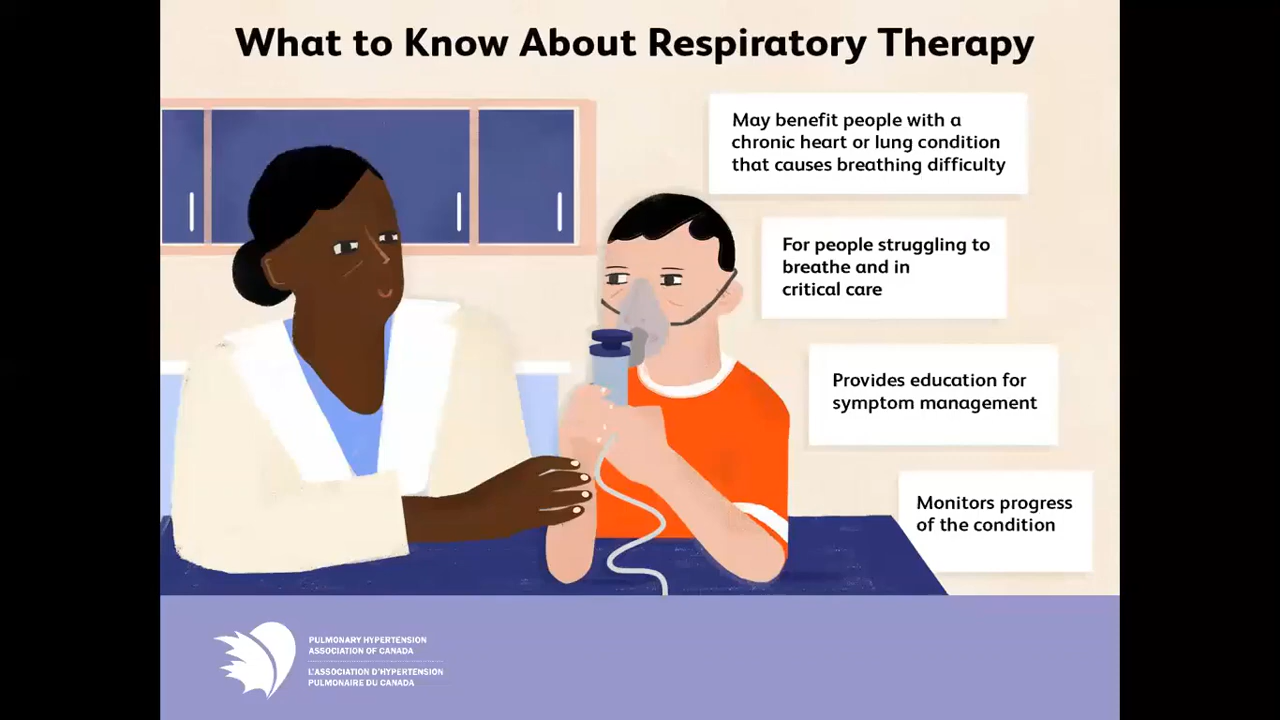 What to Know About Respiratory Therapy
May benefit people with a
chronic heart or lung condition
that causes breathing difficulty
For people struggling to
breathe and in
critical care
Provides education for
symptom management
Monitors progress
of the condition
PULMONARY HYPERTENSION
ASSOCIATION OF CANADA
L'ASSOCIATION D'HYPERTENSION
PULMONAIRE DU CANADA